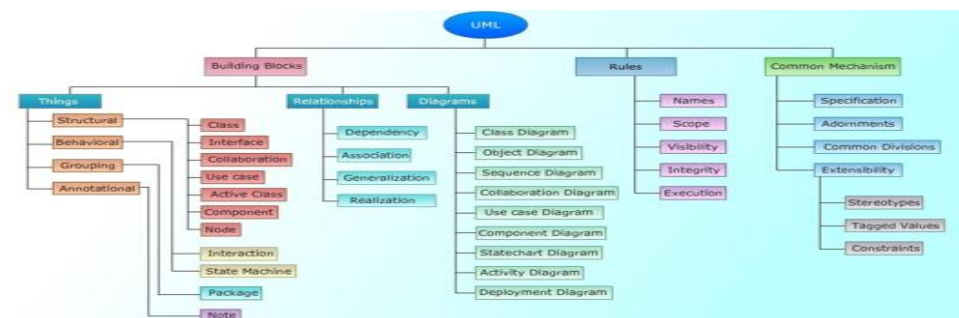 UML
Building Blocks
Rules
Common Mechanism
Things
Relationships
Diagrams
Structural
Behavioral
Grouping
Annotational
Class
Interface
Collaboration
Use case
Active Class
Component
Node
Interaction
State Machine
Package
Note
Dependency
Association
Generalization
Realization
Class Diagram
Object Diagram
Sequence Diagram
Collaboration Diagram
Use case Diagram
Component Diagram
Statechart Diagram
Activity Diagram
Deployment Diagram
Names
Scope
Visibility
Integrity
Execution
Specification
Adornments
Common Divisions
Extensibility
Stereotypes
Tagged Values
Constraints